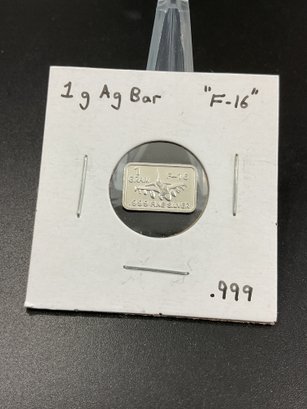 1 g Ag Bar "F-16"
1
GRAM F-16
.999 FINE SILVER
.999